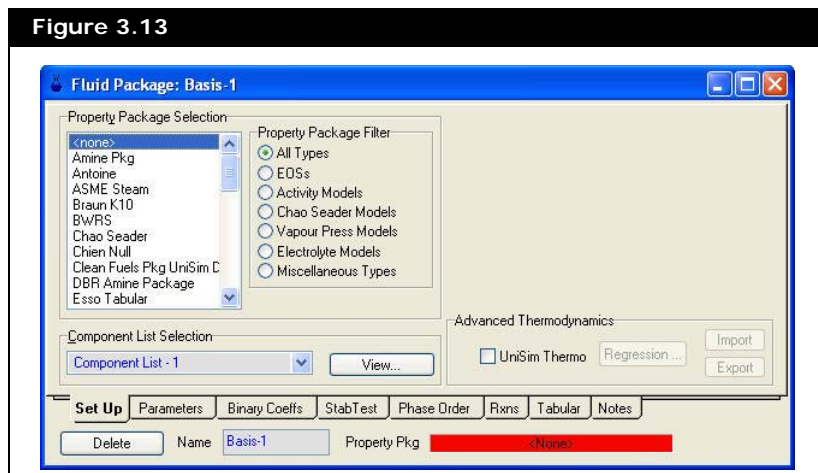 Figure 3.13
Fluid Package: Basis-1
Property Package Selection
<none>
Amine Pkg
Antoine
ASME Steam
Braun K10
BWRS
Chao Seader
Chien Null
Clean Fuels Pkg UniSim D
DBR Amine Package
Esso Tabular
Property Package Filter
All Types
EOSs
Activity Models
Chao Seader Models
Vapour Press Models
Electrolyte Models
Miscellaneous Types
Component List Selection
Component List - 1
View...
Advanced Thermodynamics
UniSim Thermo
Regression ...
Import
Export
Set Up Parameters Binary Coeffs StabTest Phase Order Rxns Tabular Notes
Delete Name Basis-1 Property Pkg <None>